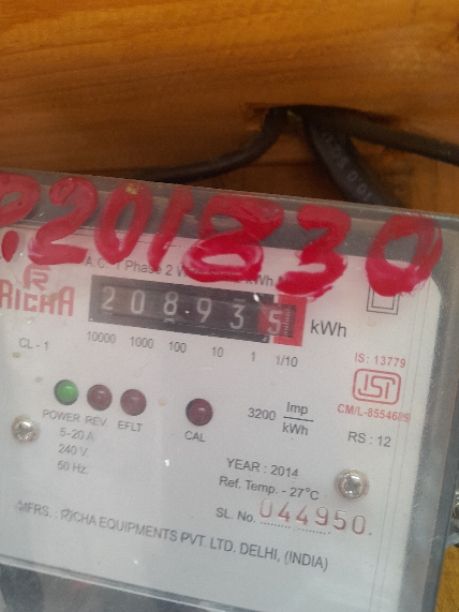 P.201830
A.C. 1 Phase 2 W kWh
RICHA
208935 kWh
10000 1000 100 10 1 1/10
CL - 1
IS : 13779
ISI
CM/L-8554685
POWER REV. EFLT CAL
3200 Imp/kWh
RS : 12
5-20 A
240 V.
50 Hz.
YEAR : 2014
Ref. Temp. - 27°C
SL. No. 044950.
MFRS. : RICHA EQUIPMENTS PVT. LTD. DELHI, (INDIA)